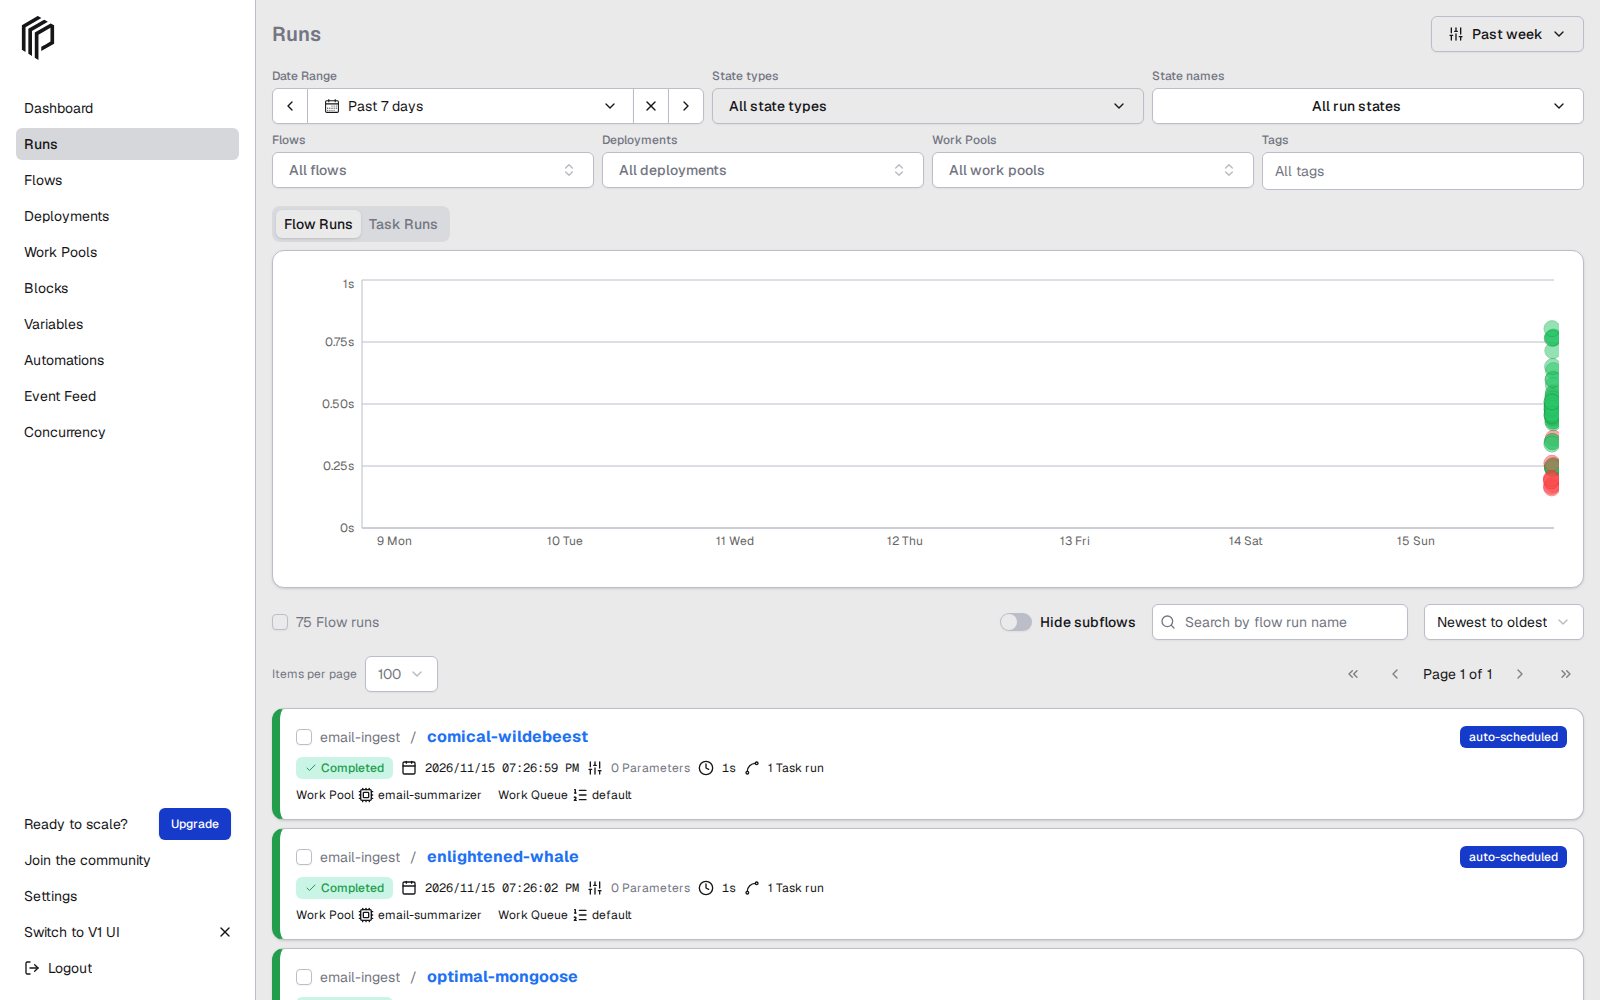 Dashboard
Runs
Flows
Deployments
Work Pools
Blocks
Variables
Automations
Event Feed
Concurrency
Ready to scale? Upgrade
Join the community
Settings
Switch to V1 UI
Logout
Runs Past week
Date Range State types State names
Past 7 days All state types All run states
Flows Deployments Work Pools Tags
All flows All deployments All work pools All tags
Flow Runs Task Runs
1s
0.75s
0.50s
0.25s
0s
9 Mon 10 Tue 11 Wed 12 Thu 13 Fri 14 Sat 15 Sun
75 Flow runs Hide subflows Search by flow run name Newest to oldest
Items per page 100 Page 1 of 1
email-ingest / comical-wildebeest auto-scheduled
Completed 2026/11/15 07:26:59 PM 0 Parameters 1s 1 Task run
Work Pool email-summarizer Work Queue default
email-ingest / enlightened-whale auto-scheduled
Completed 2026/11/15 07:26:02 PM 0 Parameters 1s 1 Task run
Work Pool email-summarizer Work Queue default
email-ingest / optimal-mongoose